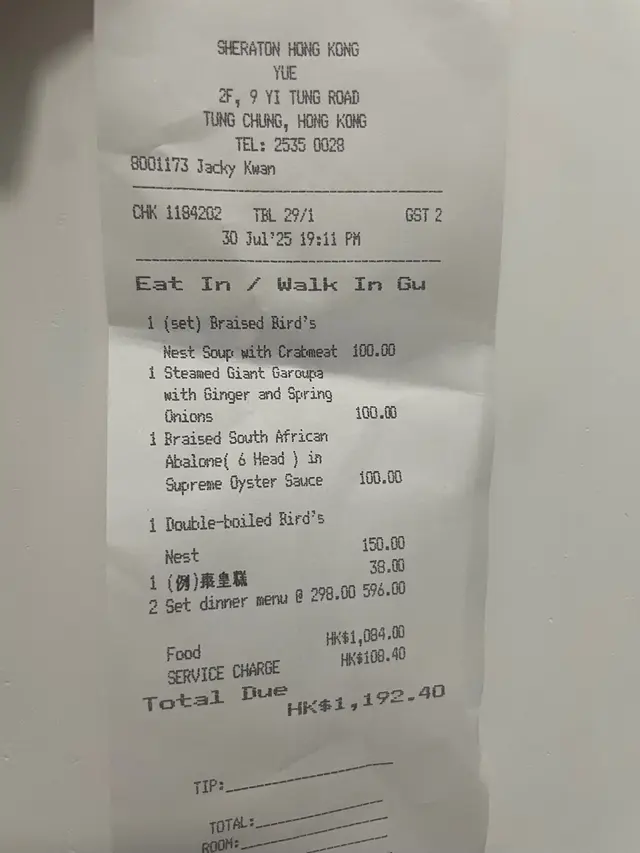 SHERATON HONG KONG
YUE
2F, 9 YI TUNG ROAD
TUNG CHUNG, HONG KONG
TEL: 2535 0028
8001173 Jacky Kwan
CHK 1184202 TBL 29/1 GST 2
30 Jul'25 19:11 PM
Eat In / Walk In Gu
1 (set) Braised Bird's
Nest Soup with Crabmeat 100.00
1 Steamed Giant Garoupa
with Ginger and Spring
Onions 100.00
1 Braised South African
Abalone( 6 Head ) in
Supreme Oyster Sauce 100.00
1 Double-boiled Bird's
Nest 150.00
1 (例)棗皇糕 38.00
2 Set dinner menu @ 298.00 596.00
Food HK$1,084.00
SERVICE CHARGE HK$108.40
Total Due HK$1,192.40
TIP:
TOTAL:
ROOM: